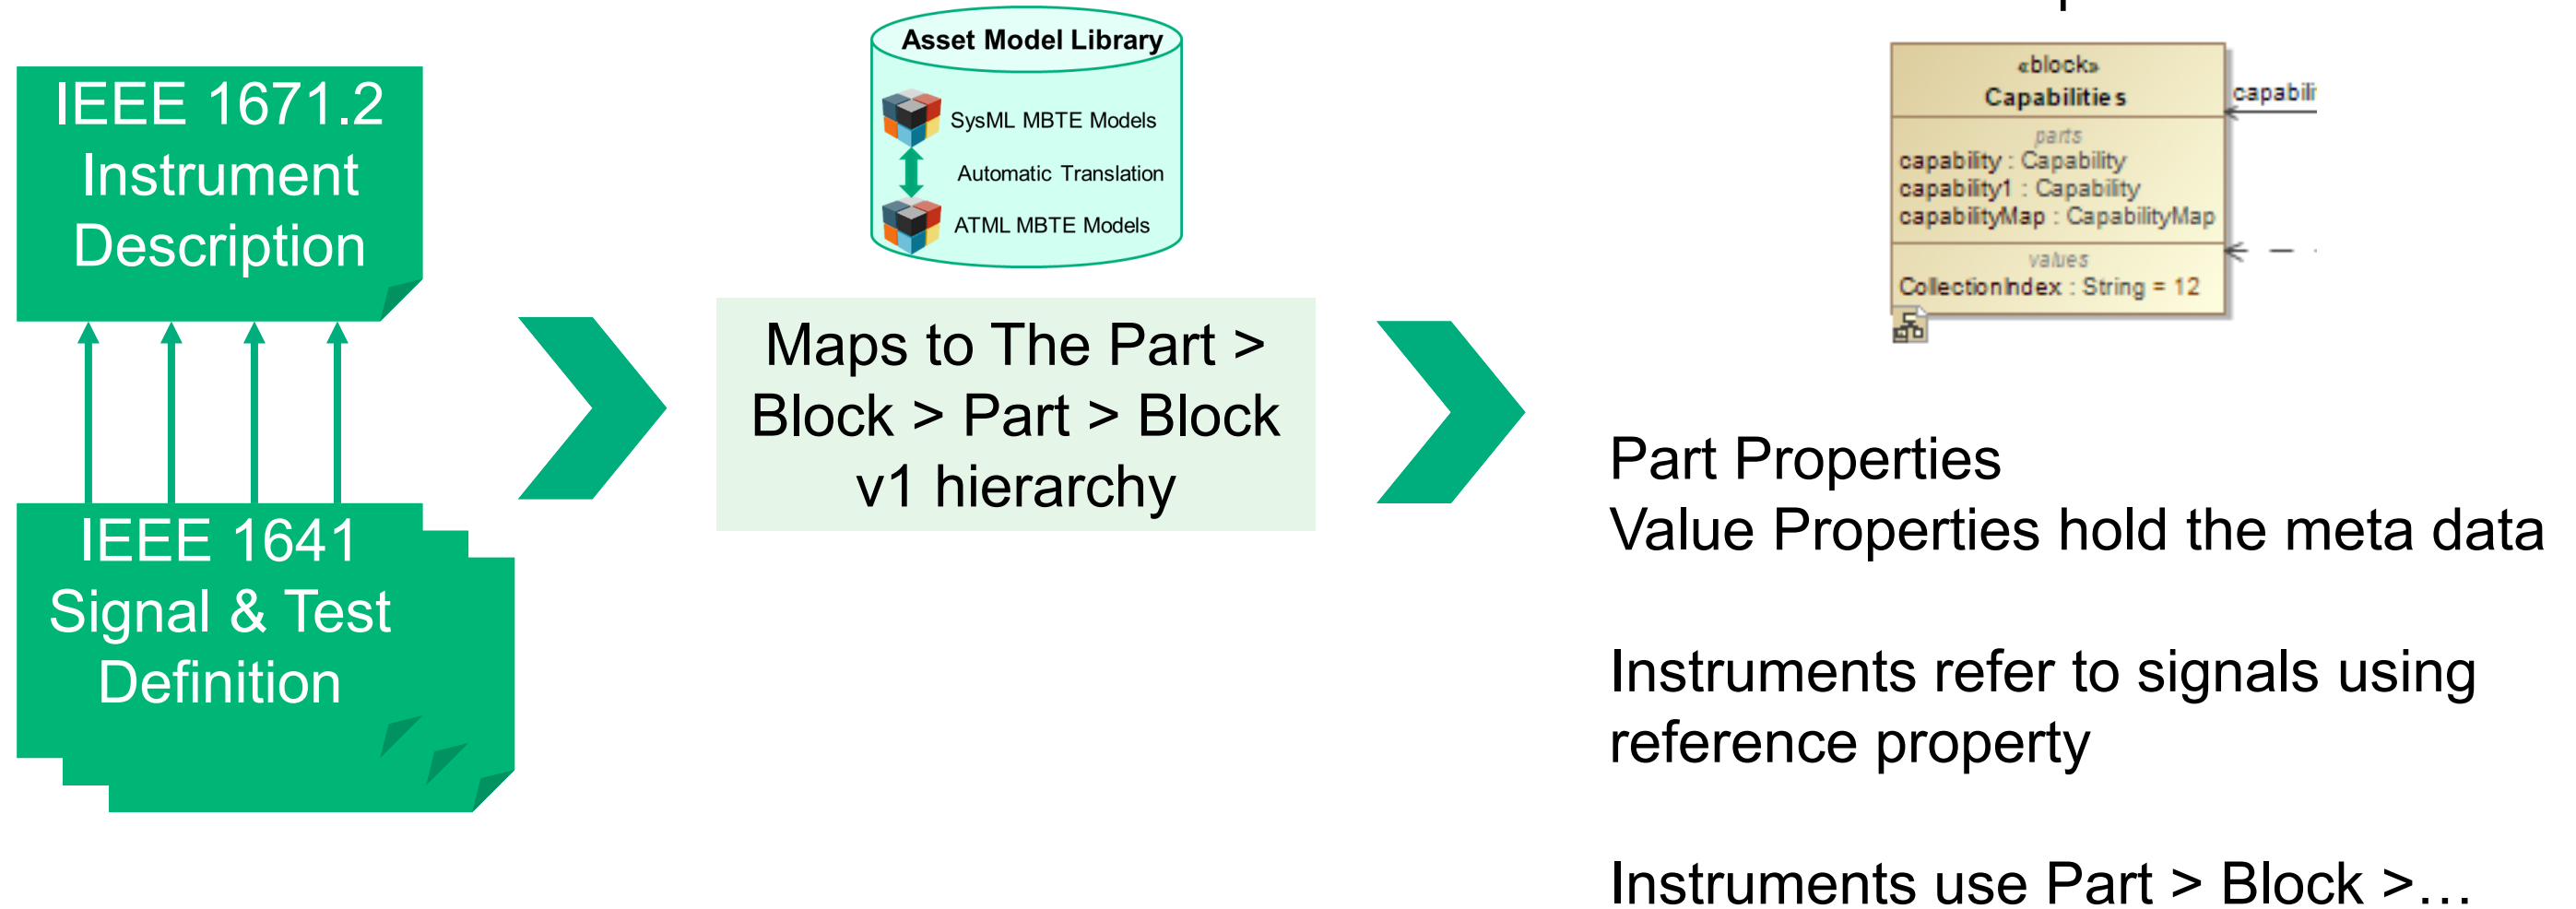 IEEE 1671.2
Instrument
Description
IEEE 1641
Signal & Test
Definition
Asset Model Library
SysML MBTE Models
Automatic Translation
ATML MBTE Models
Maps to The Part >
Block > Part > Block
v1 hierarchy
«block»
Capabilities
parts
capability : Capability
capability1 : Capability
capabilityMap : CapabilityMap
values
CollectionIndex : String = 12
capabili
Part Properties
Value Properties hold the meta data
Instruments refer to signals using
reference property
Instruments use Part > Block >…